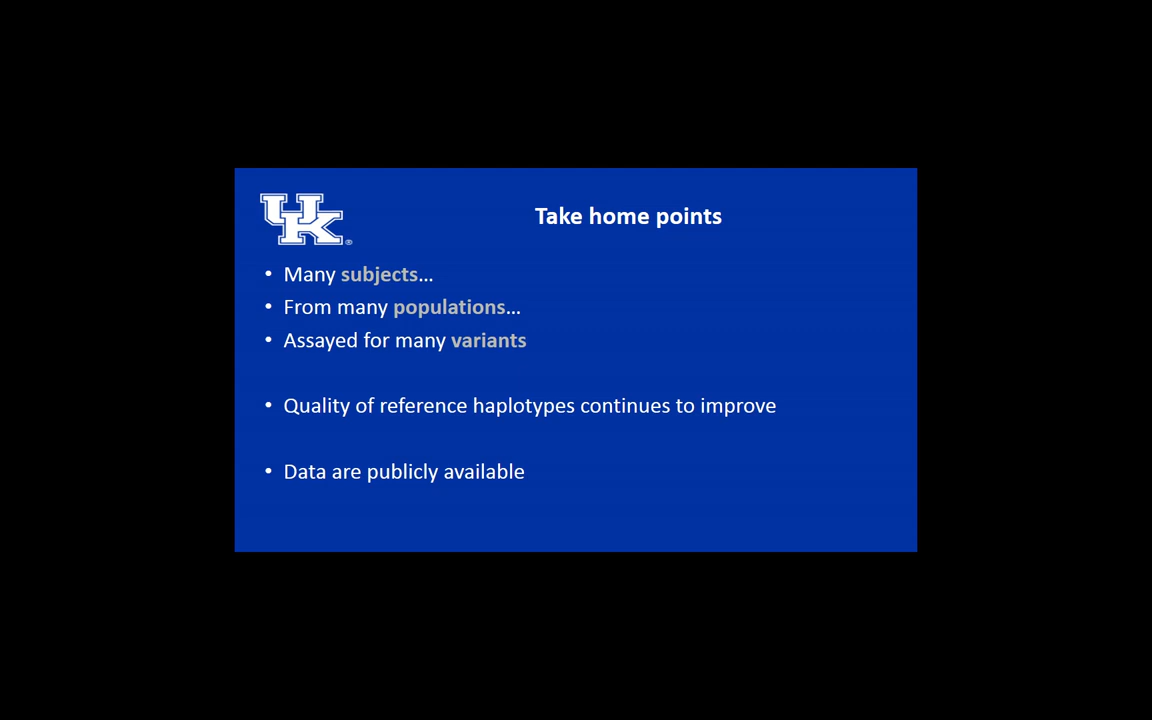 UK®
Take home points
• Many subjects...
• From many populations...
• Assayed for many variants
• Quality of reference haplotypes continues to improve
• Data are publicly available